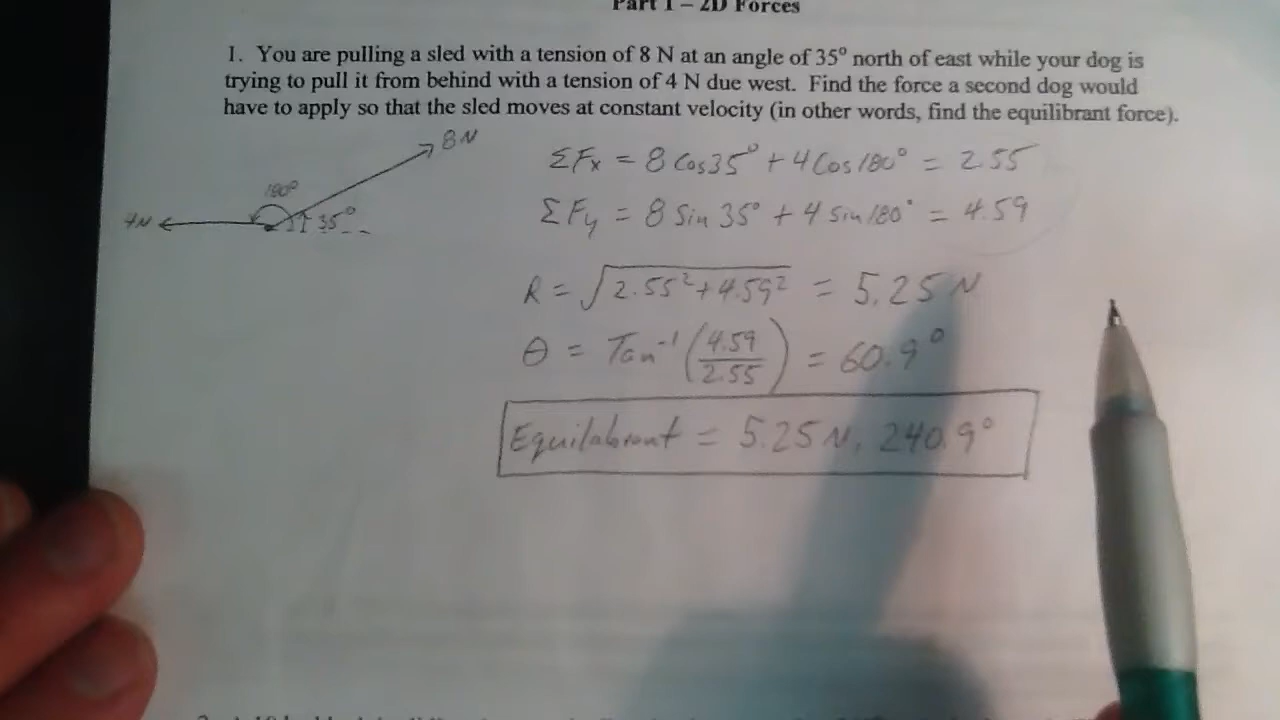 Part 1 – 2D Forces
1. You are pulling a sled with a tension of 8 N at an angle of 35° north of east while your dog is
trying to pull it from behind with a tension of 4 N due west. Find the force a second dog would
have to apply so that the sled moves at constant velocity (in other words, find the equilibrant force).
8N
180°
4N
35°
ΣFx = 8 Cos35° + 4 Cos180° = 2.55
ΣFy = 8 Sin 35° + 4 sin180° = 4.59
R = √2.55² + 4.59² = 5.25 N
θ = Tan⁻¹ (4.59/2.55) = 60.9°
Equilabrant = 5.25 N, 240.9°